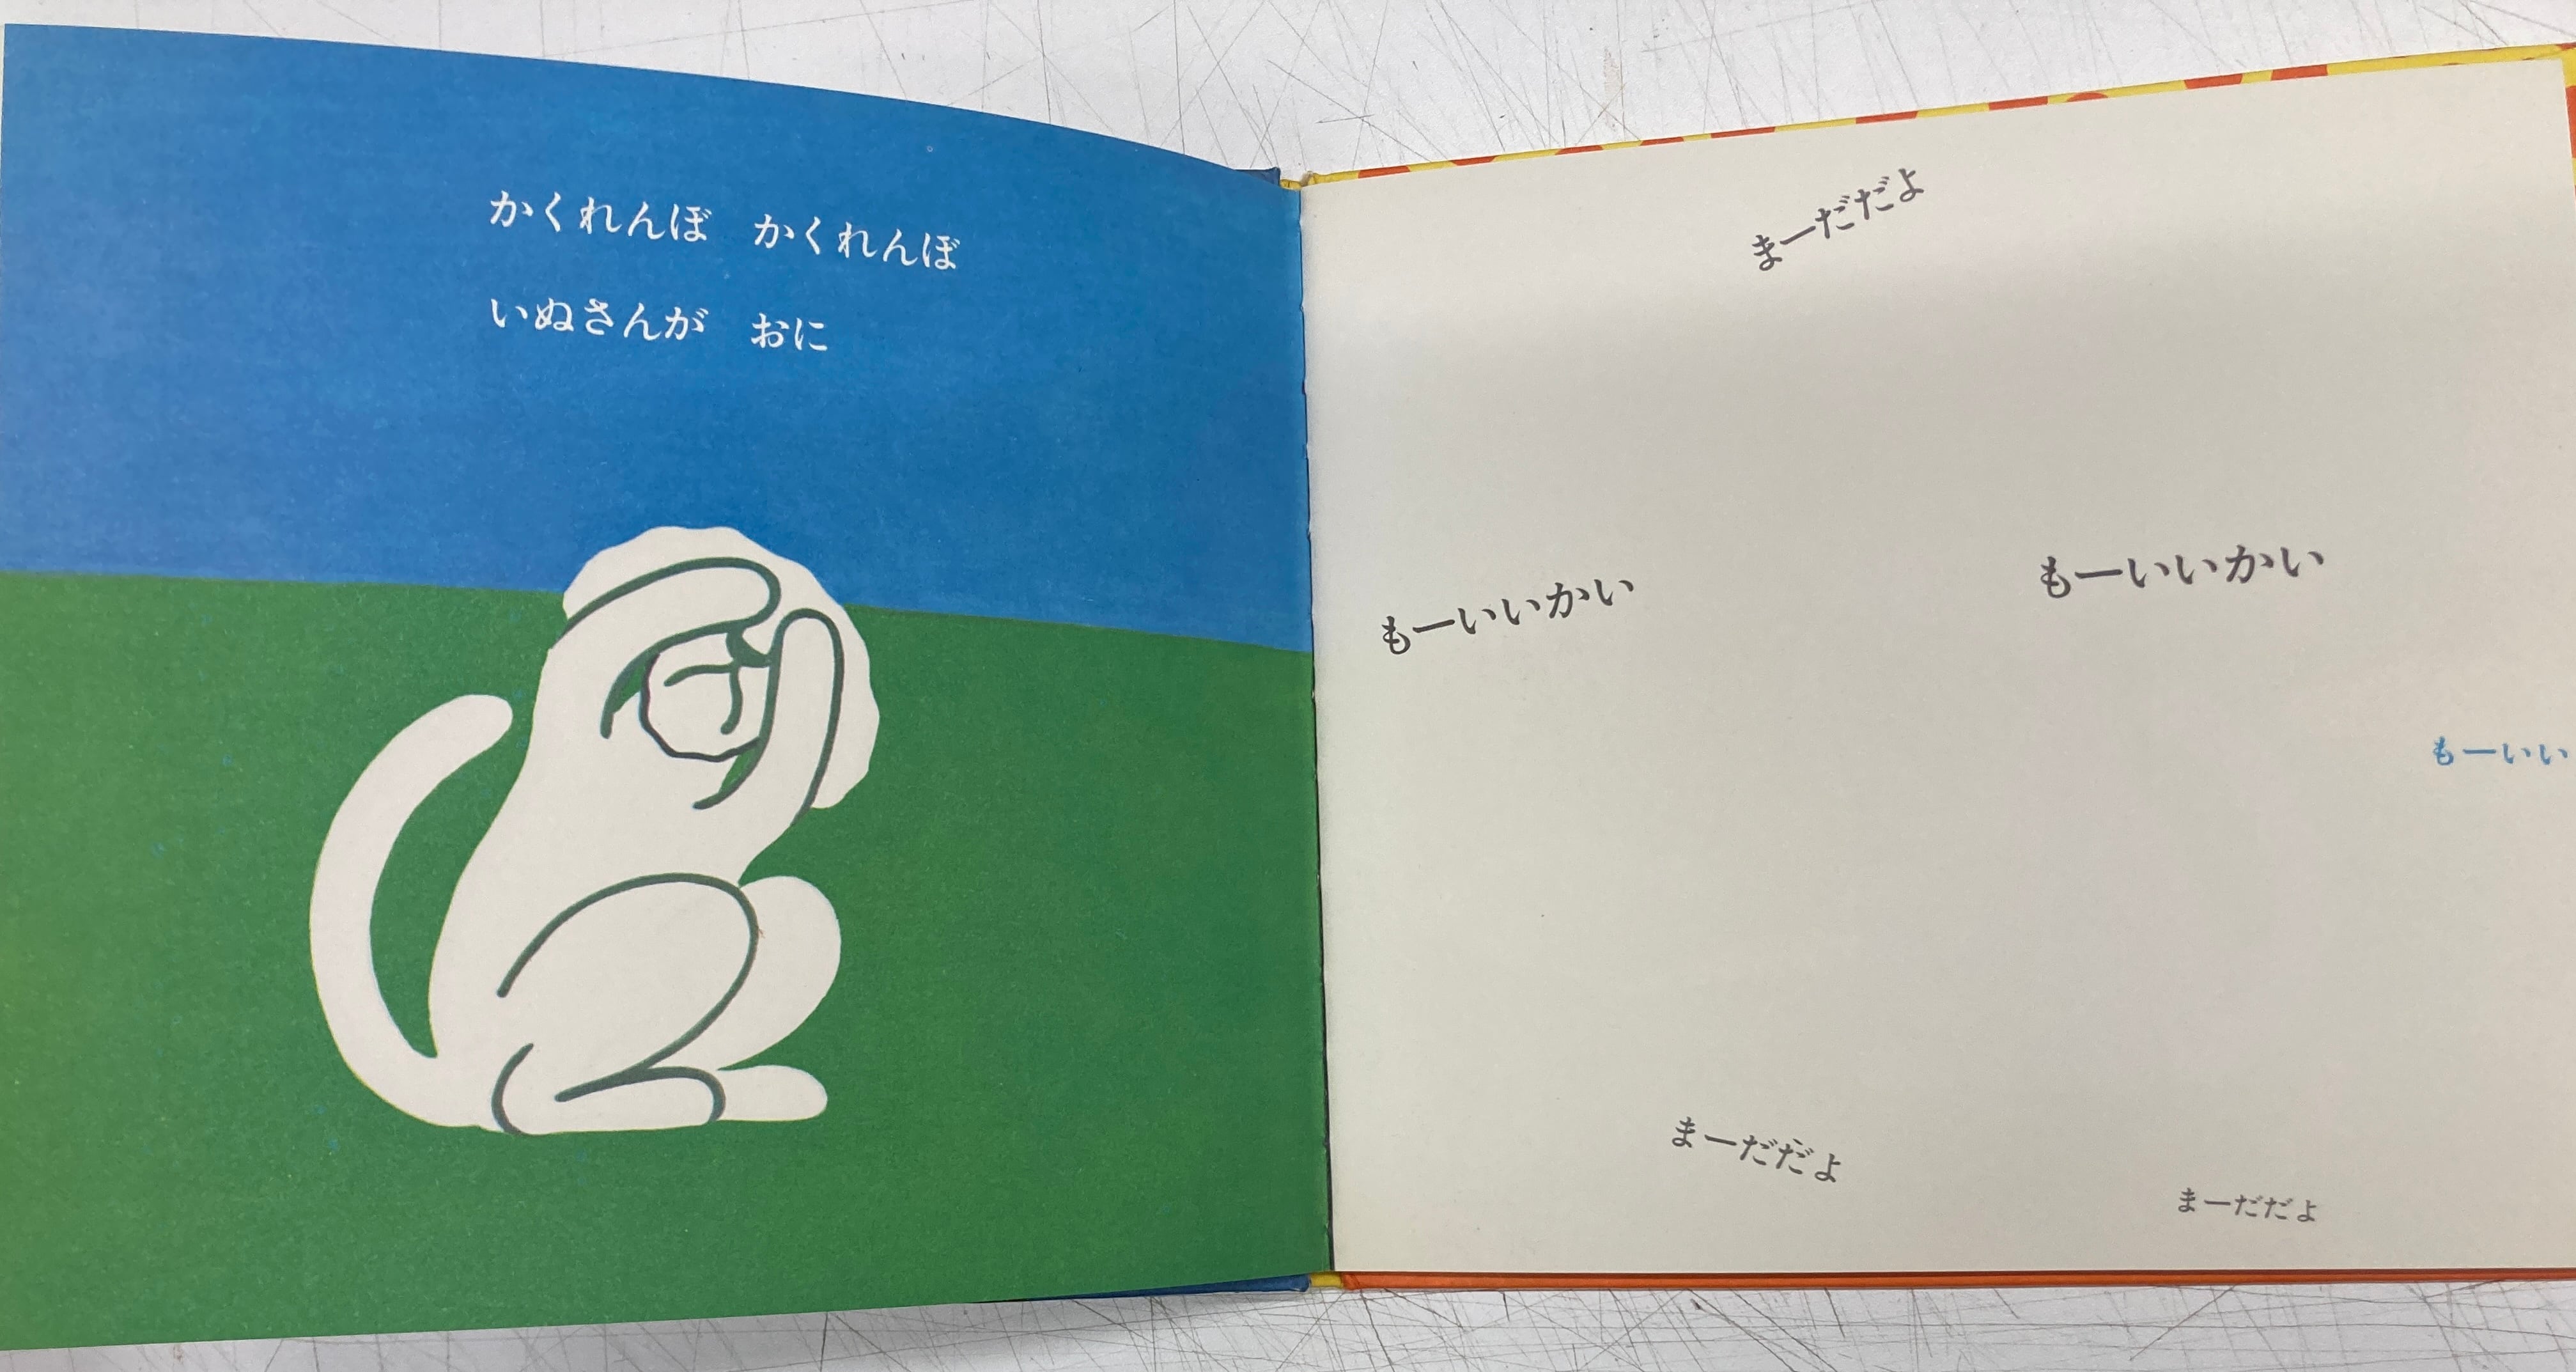 かくれんぼ　かくれんぼ
いぬさんが　おに
まーだだよ
もーいいかい
もーいいかい
もーいい
まーだだよ
まーだだよ